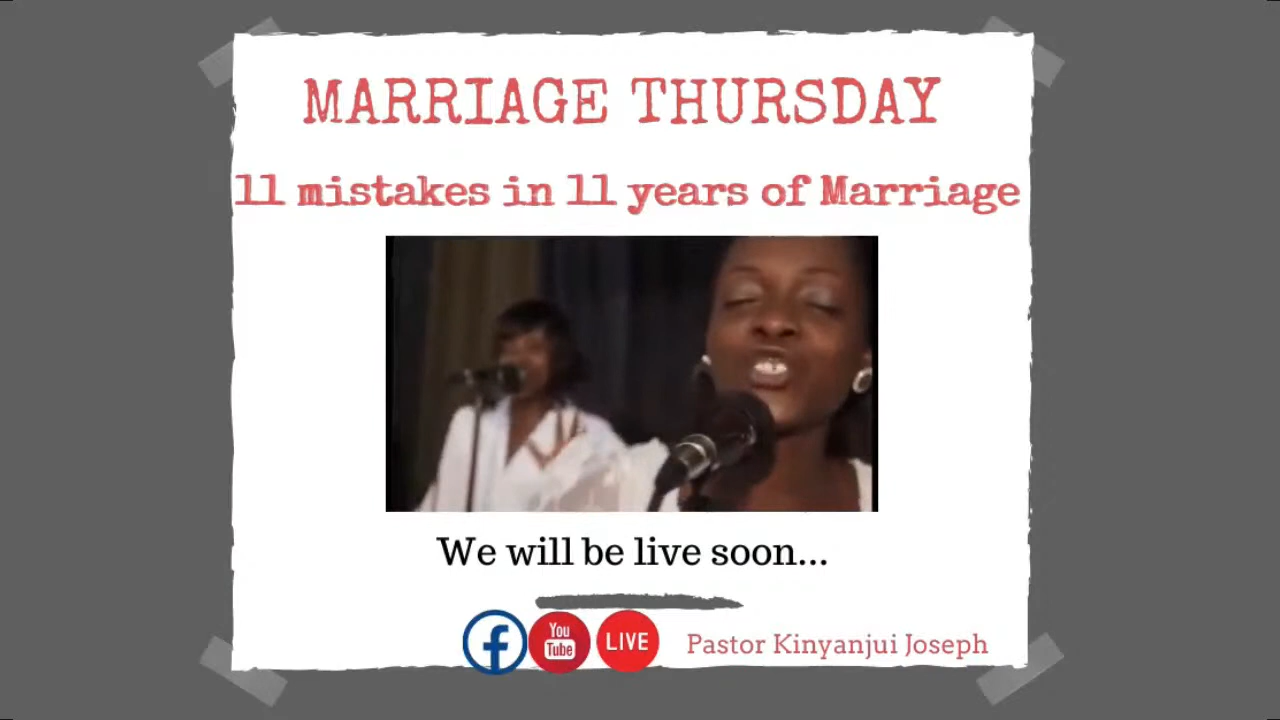 MARRIAGE THURSDAY
11 mistakes in 11 years of Marriage
We will be live soon...
You
Tube
LIVE
Pastor Kinyanjui Joseph